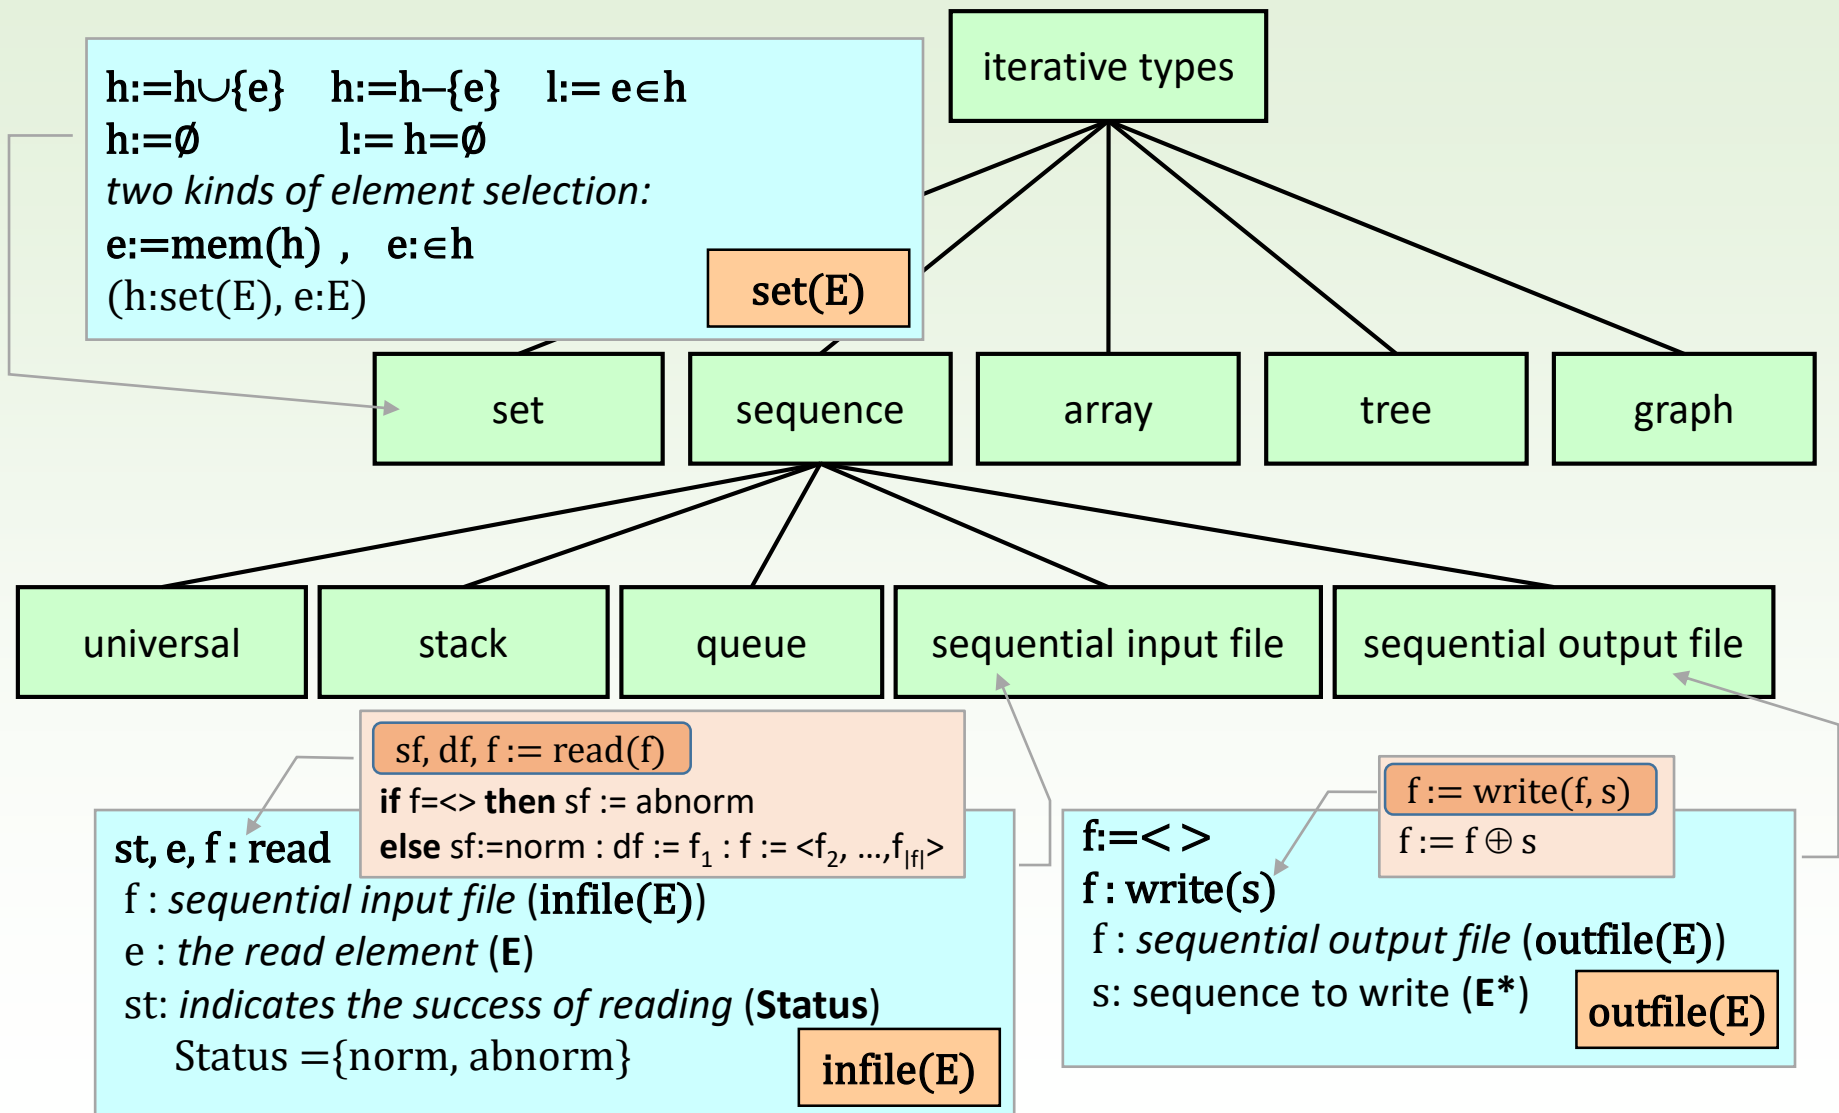 iterative types
h:=h∪{e} h:=h–{e} l:= e∈h
h:=∅ l:= h=∅
two kinds of element selection:
e:=mem(h) , e:∈h
(h:set(E), e:E)
set(E)
set
sequence
array
tree
graph
universal
stack
queue
sequential input file
sequential output file
sf, df, f := read(f)
if f=<> then sf := abnorm
else sf:=norm : df := f₁ : f := <f₂, ...,f|f|>
st, e, f : read
f : sequential input file (infile(E))
e : the read element (E)
st: indicates the success of reading (Status)
Status ={norm, abnorm}
infile(E)
f := write(f, s)
f := f ⊕ s
f:=< >
f : write(s)
f : sequential output file (outfile(E))
s: sequence to write (E*)
outfile(E)